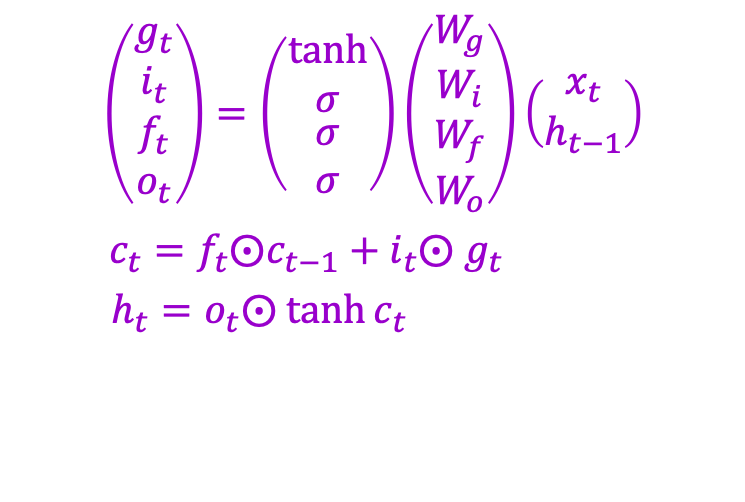 (g_t i_t f_t o_t) = (tanh σ σ σ) (W_g W_i W_f W_o) (x_t h_{t−1})
c_t = f_t⊙c_{t−1} + i_t⊙ g_t
h_t = o_t⊙ tanh c_t